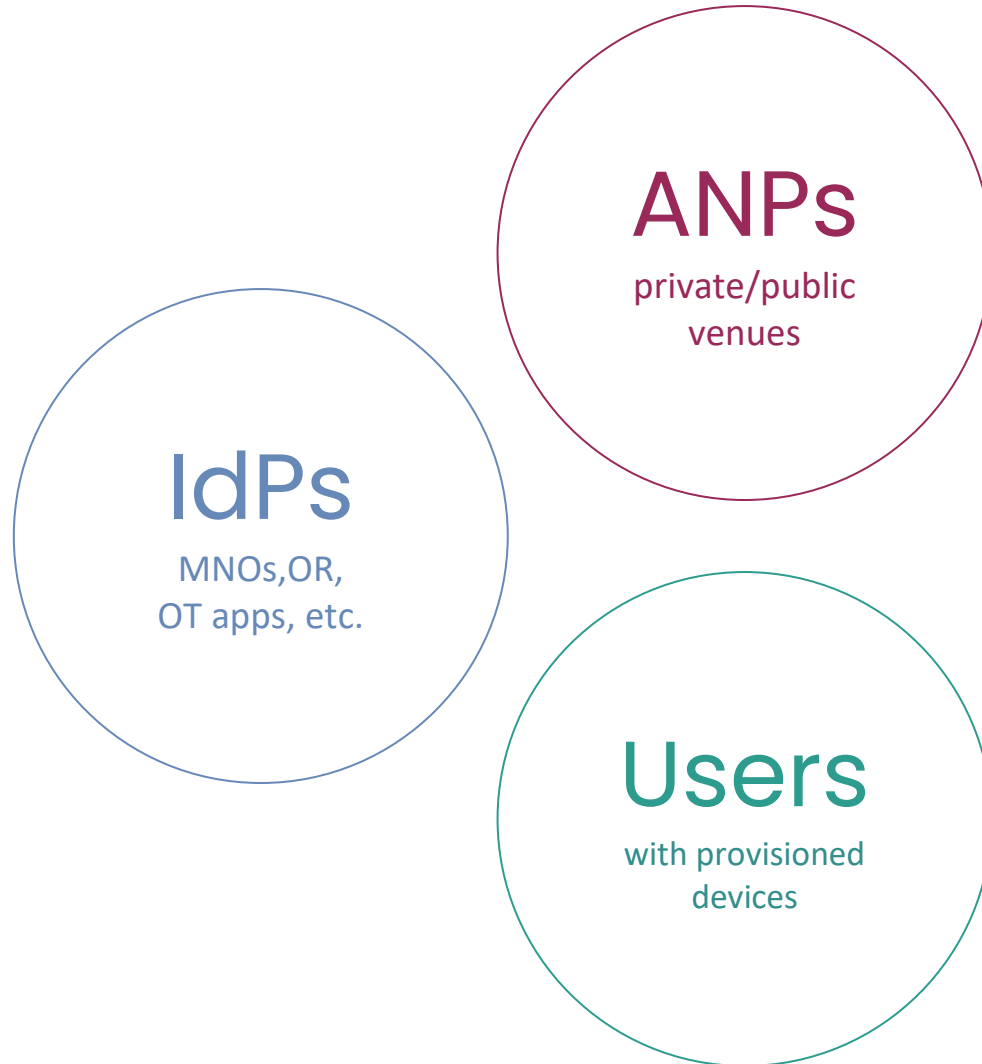 ANPs
private/public
venues
IdPs
MNOs,OR,
OT apps, etc.
Users
with provisioned
devices